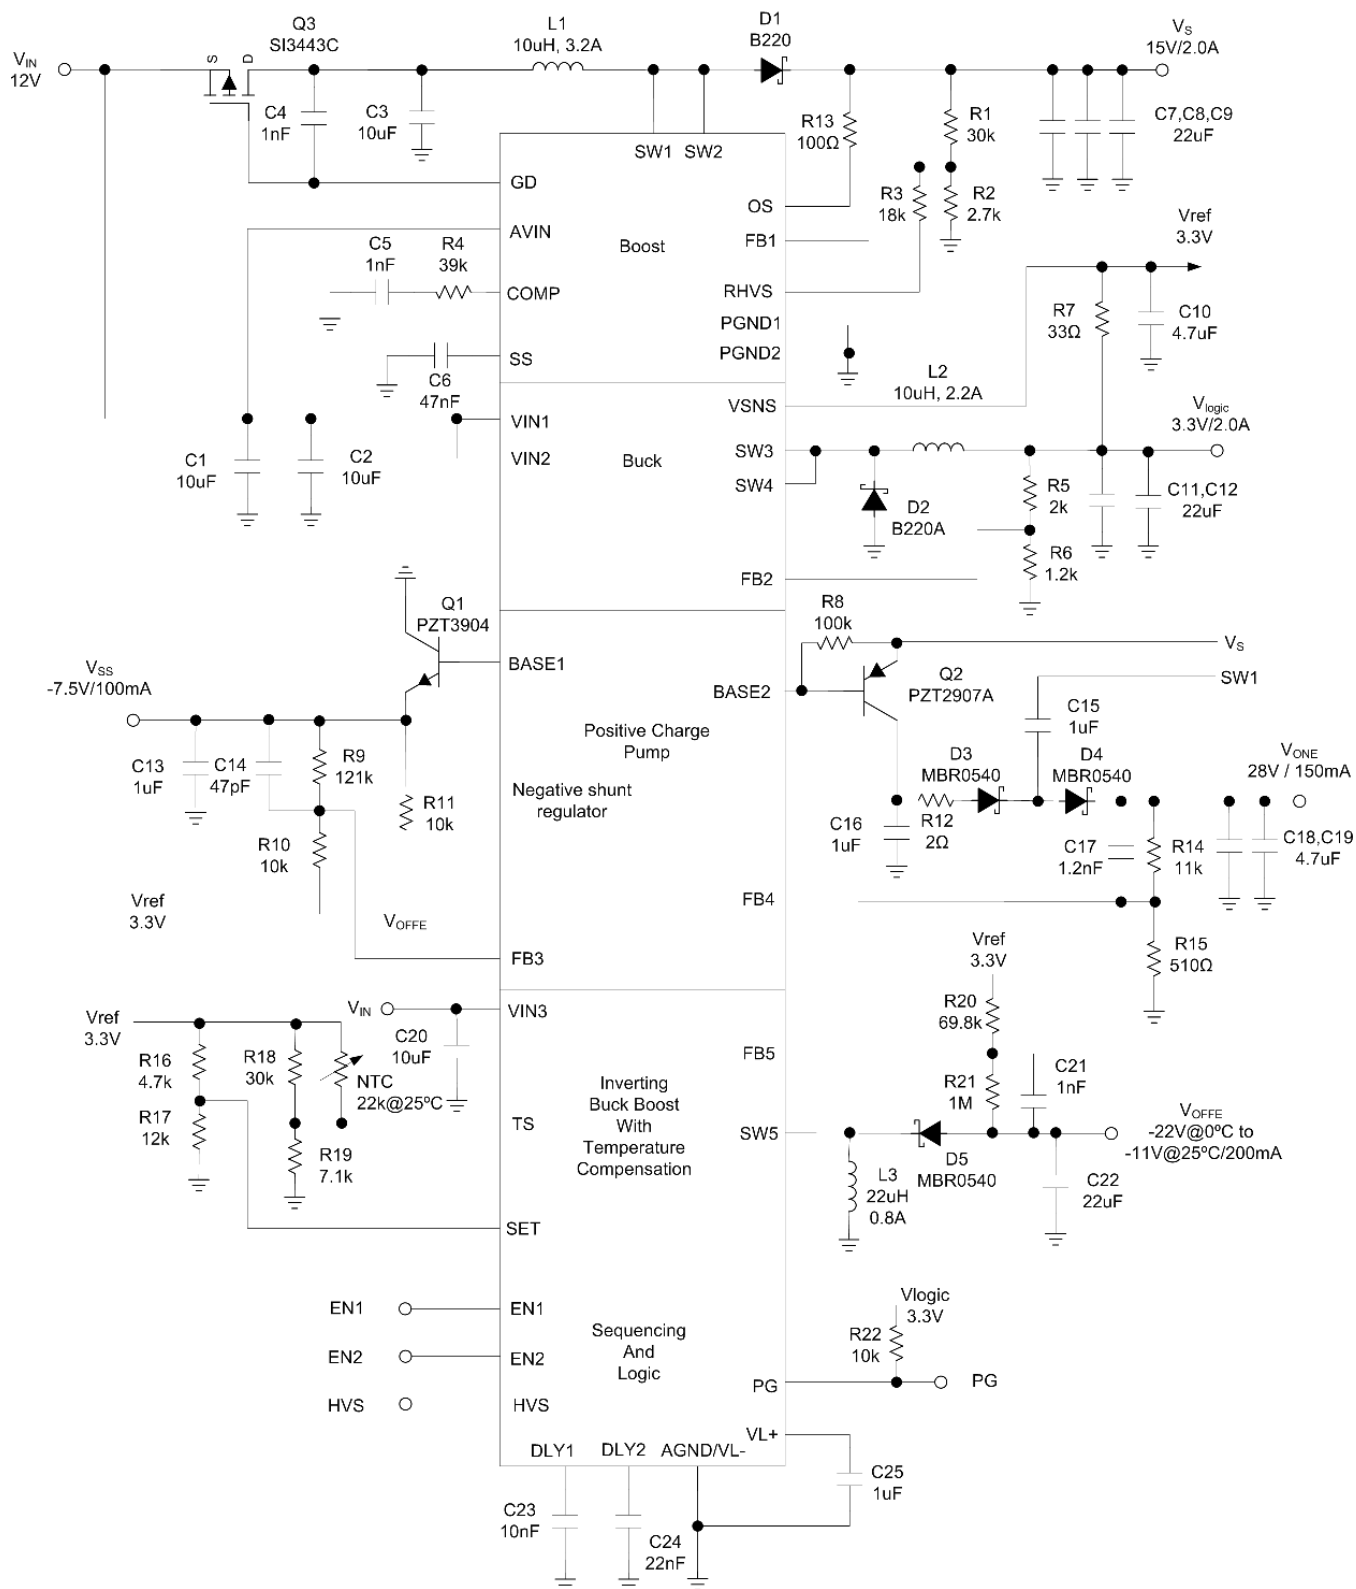 Q3
SI3443C
L1
10uH, 3.2A
D1
B220
VS
15V/2.0A
VIN
12V
S
D
C4
1nF
C3
10uF
SW1
SW2
R13
100Ω
R1
30k
C7,C8,C9
22uF
GD
OS
R3
18k
R2
2.7k
AVIN
Boost
FB1
Vref
3.3V
C5
1nF
R4
39k
COMP
RHVS
PGND1
PGND2
R7
33Ω
C10
4.7uF
SS
C6
47nF
L2
10uH, 2.2A
VSNS
Vlogic
3.3V/2.0A
VIN1
VIN2
Buck
SW3
SW4
C1
10uF
C2
10uF
D2
B220A
R5
2k
C11,C12
22uF
R6
1.2k
FB2
Q1
PZT3904
R8
100k
VS
BASE1
BASE2
Q2
PZT2907A
SW1
VSS
-7.5V/100mA
Positive Charge
Pump
C15
1uF
C13
1uF
C14
47pF
R9
121k
D3
MBR0540
D4
MBR0540
VONE
28V / 150mA
Negative shunt
regulator
R11
10k
C16
1uF
R12
2Ω
R10
10k
C17
1.2nF
R14
11k
C18,C19
4.7uF
Vref
3.3V
VOFFE
FB4
FB3
Vref
3.3V
R15
510Ω
VIN
VIN3
Vref
3.3V
C20
10uF
R20
69.8k
R16
4.7k
R18
30k
NTC
22k@25ºC
FB5
Inverting
Buck Boost
With
Temperature
Compensation
R21
1M
C21
1nF
R17
12k
TS
SW5
VOFFE
-22V@0ºC to
-11V@25ºC/200mA
R19
7.1k
D5
MBR0540
L3
22uH
0.8A
C22
22uF
SET
EN1
EN1
Sequencing
And
Logic
Vlogic
3.3V
R22
10k
EN2
EN2
PG
PG
HVS
HVS
VL+
DLY1
DLY2
AGND/VL-
C25
1uF
C23
10nF
C24
22nF